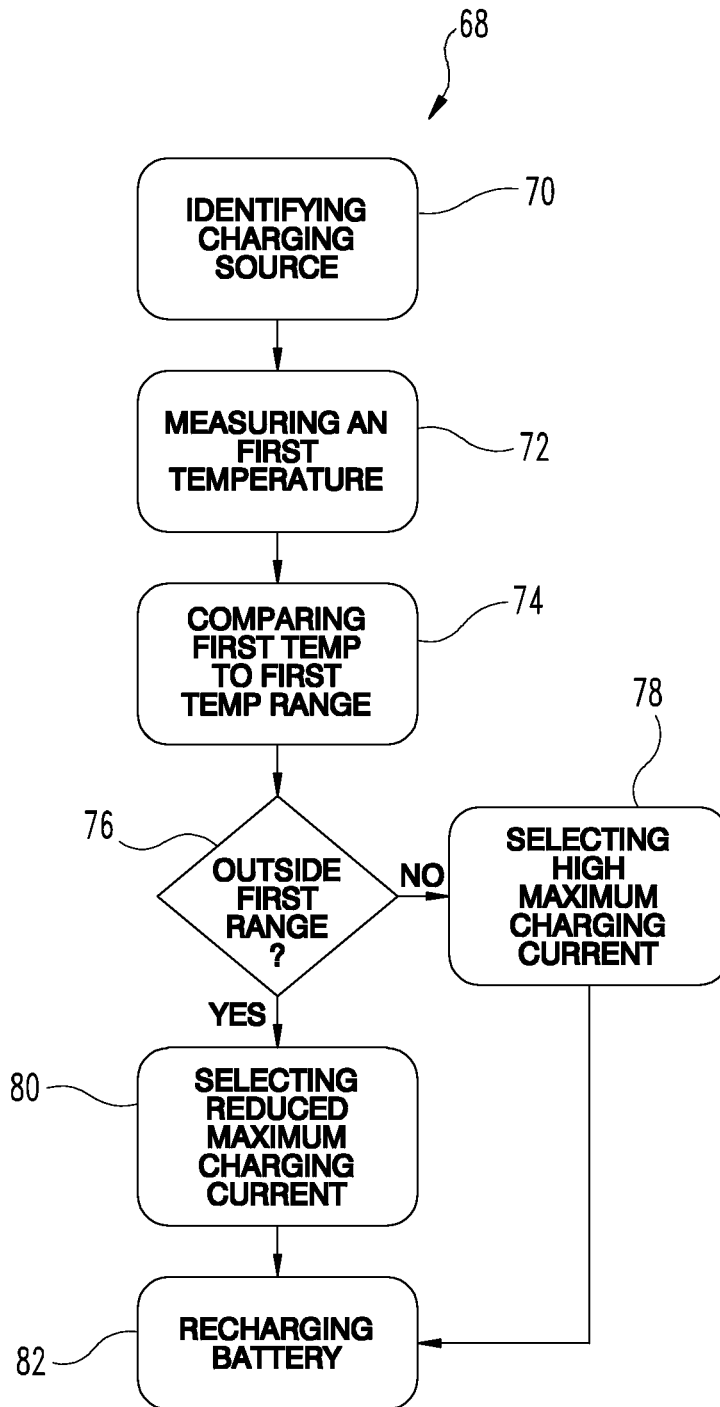 68
IDENTIFYING
CHARGING
SOURCE
70
MEASURING AN
FIRST
TEMPERATURE
72
COMPARING
FIRST TEMP
TO FIRST
TEMP RANGE
74
76
OUTSIDE
FIRST
RANGE
?
NO
78
SELECTING
HIGH
MAXIMUM
CHARGING
CURRENT
YES
80
SELECTING
REDUCED
MAXIMUM
CHARGING
CURRENT
82
RECHARGING
BATTERY